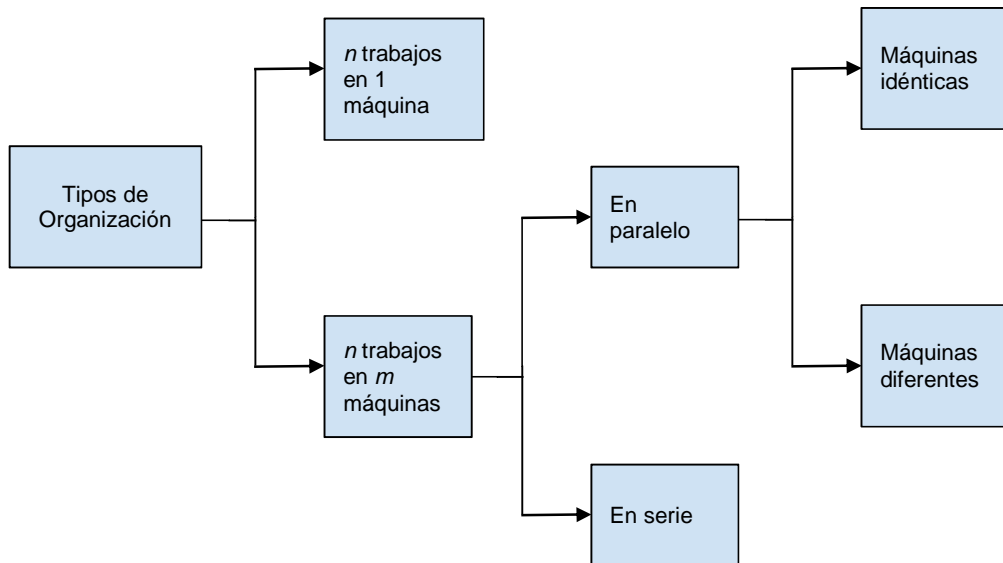 Tipos de
Organización
n trabajos
en 1
máquina
n trabajos
en m
máquinas
En
paralelo
En serie
Máquinas
idénticas
Máquinas
diferentes